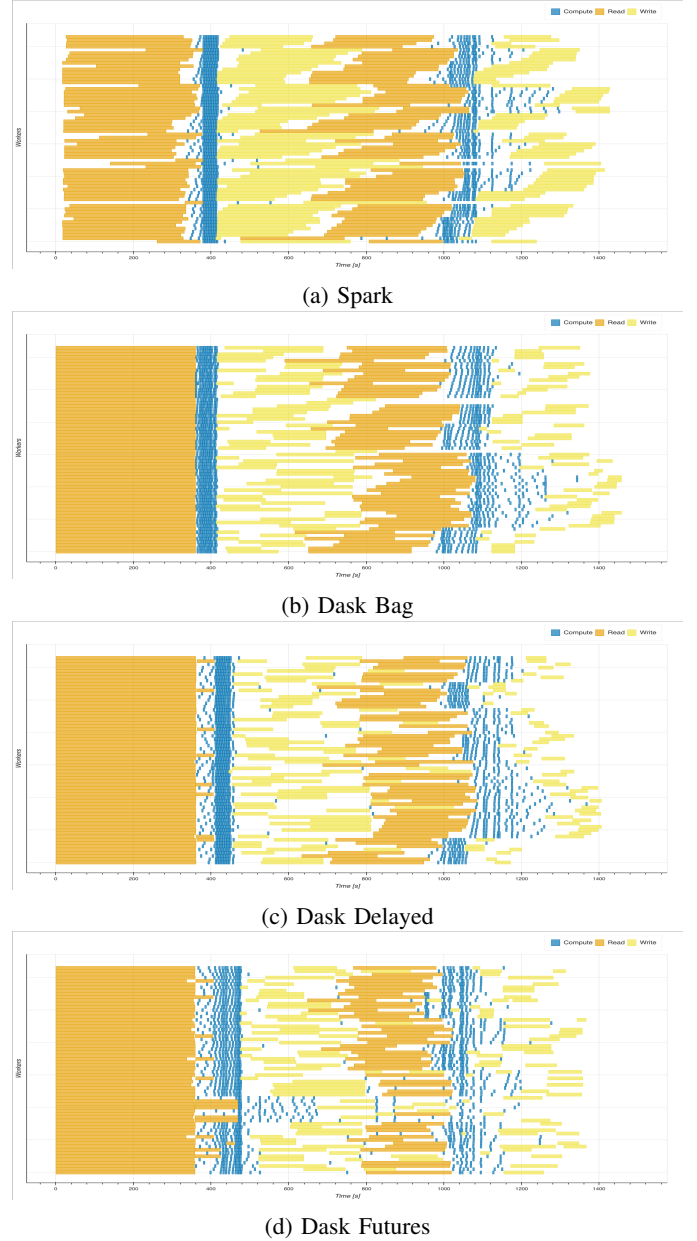 Compute Read Write
Workers
0 200 400 600 800 1000 1200 1400
Time [s]
(a) Spark
Compute Read Write
Workers
0 200 400 600 800 1000 1200 1400
Time [s]
(b) Dask Bag
Compute Read Write
Workers
0 200 400 600 800 1000 1200 1400
Time [s]
(c) Dask Delayed
Compute Read Write
Workers
0 200 400 600 800 1000 1200 1400
Time [s]
(d) Dask Futures